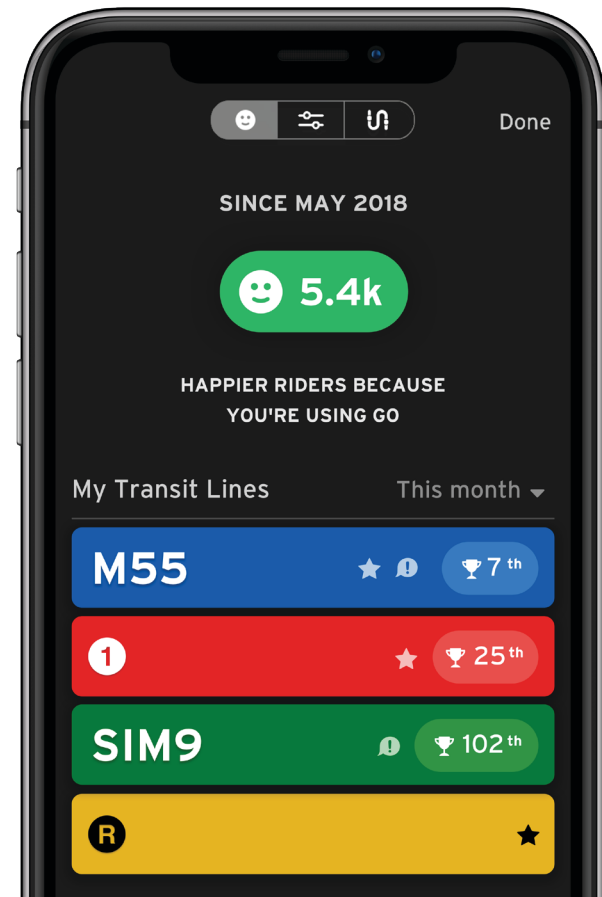 Done
SINCE MAY 2018
5.4k
HAPPIER RIDERS BECAUSE
YOU'RE USING GO
My Transit Lines This month
M55 7th
1 25th
SIM9 102th
R